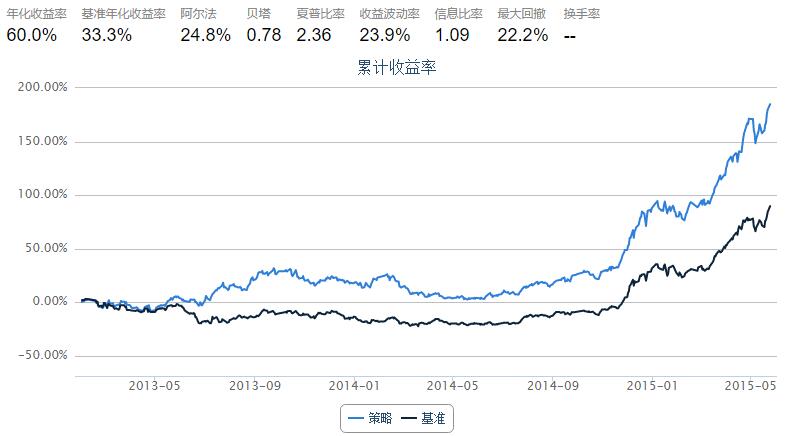 年化收益率 基准年化收益率 阿尔法 贝塔 夏普比率 收益波动率 信息比率 最大回撤 换手率
60.0% 33.3% 24.8% 0.78 2.36 23.9% 1.09 22.2% --
累计收益率
200.00%
150.00%
100.00%
50.00%
0.00%
-50.00%
2013-05 2013-09 2014-01 2014-05 2014-09 2015-01 2015-05
策略 基准